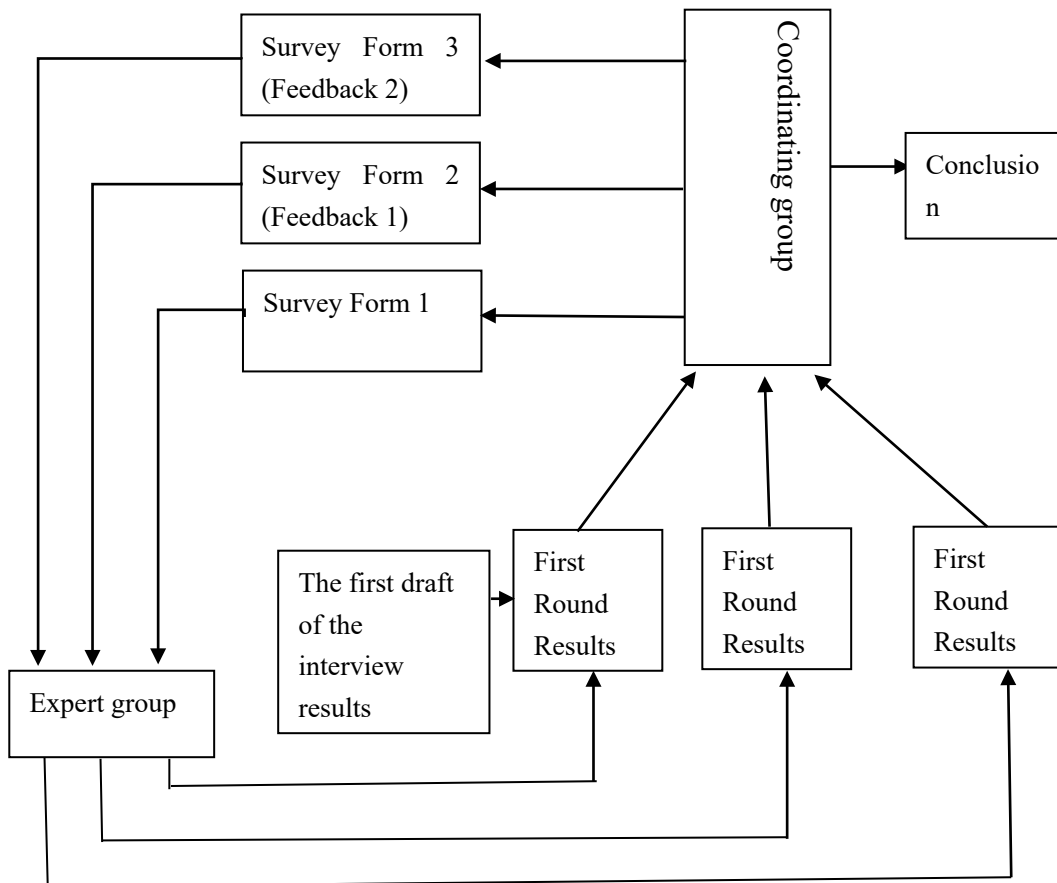 Survey Form 3
(Feedback 2)
Coordinating group
Survey Form 2
(Feedback 1)
Conclusio
n
Survey Form 1
The first draft
of the
interview
results
First
Round
Results
First
Round
Results
First
Round
Results
Expert group